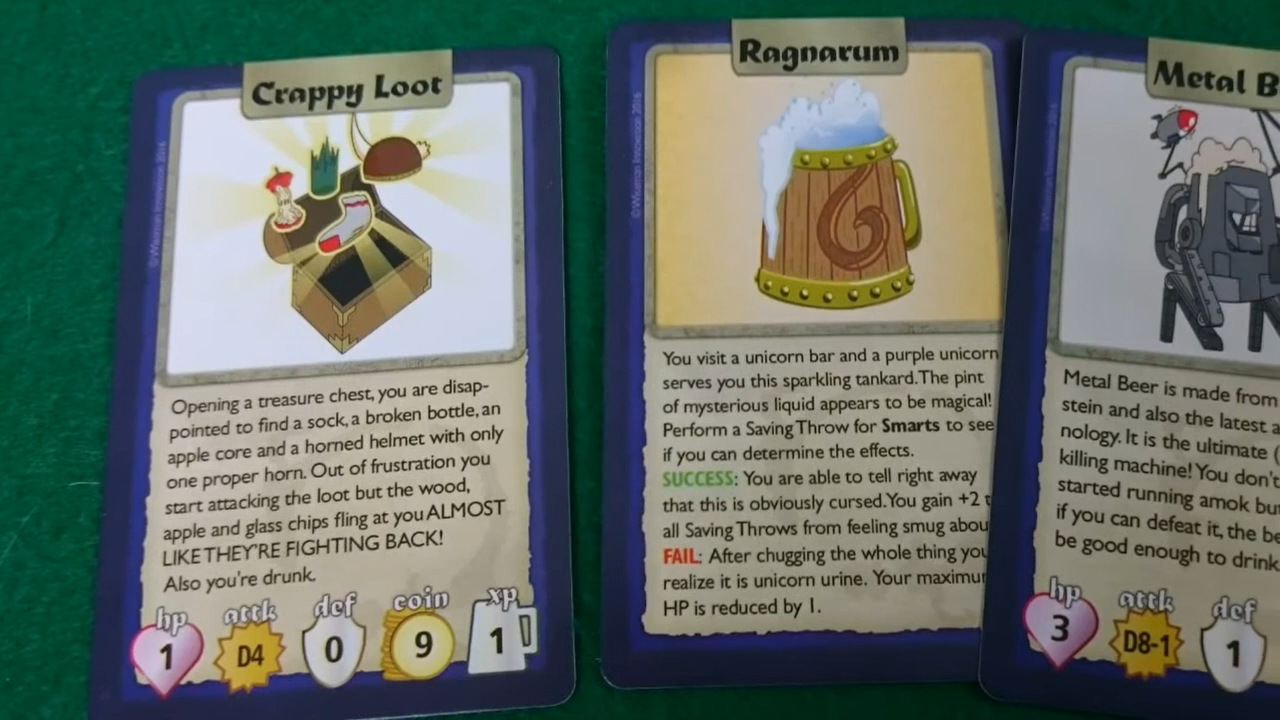 Crappy Loot
©Wiseman Innovation 2016
Opening a treasure chest, you are disap-
pointed to find a sock, a broken bottle, an
apple core and a horned helmet with only
one proper horn. Out of frustration you
start attacking the loot but the wood,
apple and glass chips fling at you ALMOST
LIKE THEY'RE FIGHTING BACK!
Also you're drunk.
hp attk def coin xp
1 D4 0 9 1
Ragnarum
©Wiseman Innovation 2016
You visit a unicorn bar and a purple unicorn
serves you this sparkling tankard. The pint
of mysterious liquid appears to be magical!
Perform a Saving Throw for Smarts to see
if you can determine the effects.
SUCCESS: You are able to tell right away
that this is obviously cursed. You gain +2 t
all Saving Throws from feeling smug abou
FAIL: After chugging the whole thing you
realize it is unicorn urine. Your maximu
HP is reduced by 1.
Metal B
Metal Beer is made from
stein and also the latest a
nology. It is the ultimate (
killing machine! You don't
started running amok but
if you can defeat it, the be
be good enough to drink
hp attk def
3 D8-1 1